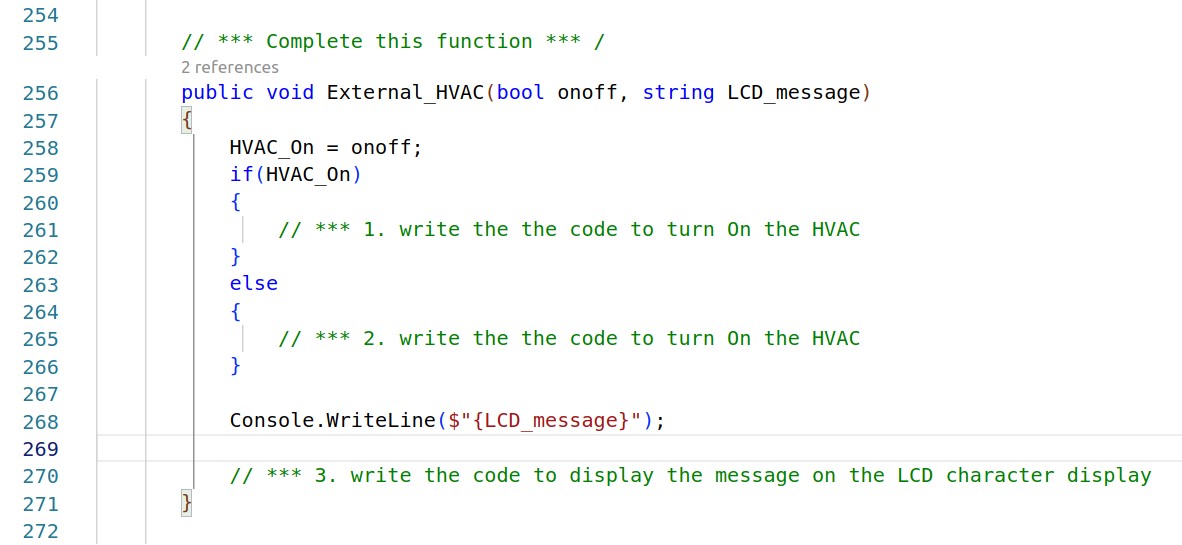 254
255 // *** Complete this function *** /
2 references
256 public void External_HVAC(bool onoff, string LCD_message)
257 {
258 HVAC_On = onoff;
259 if(HVAC_On)
260 {
261 // *** 1. write the the code to turn On the HVAC
262 }
263 else
264 {
265 // *** 2. write the the code to turn On the HVAC
266 }
267
268 Console.WriteLine($"{LCD_message}");
269
270 // *** 3. write the code to display the message on the LCD character display
271 }
272